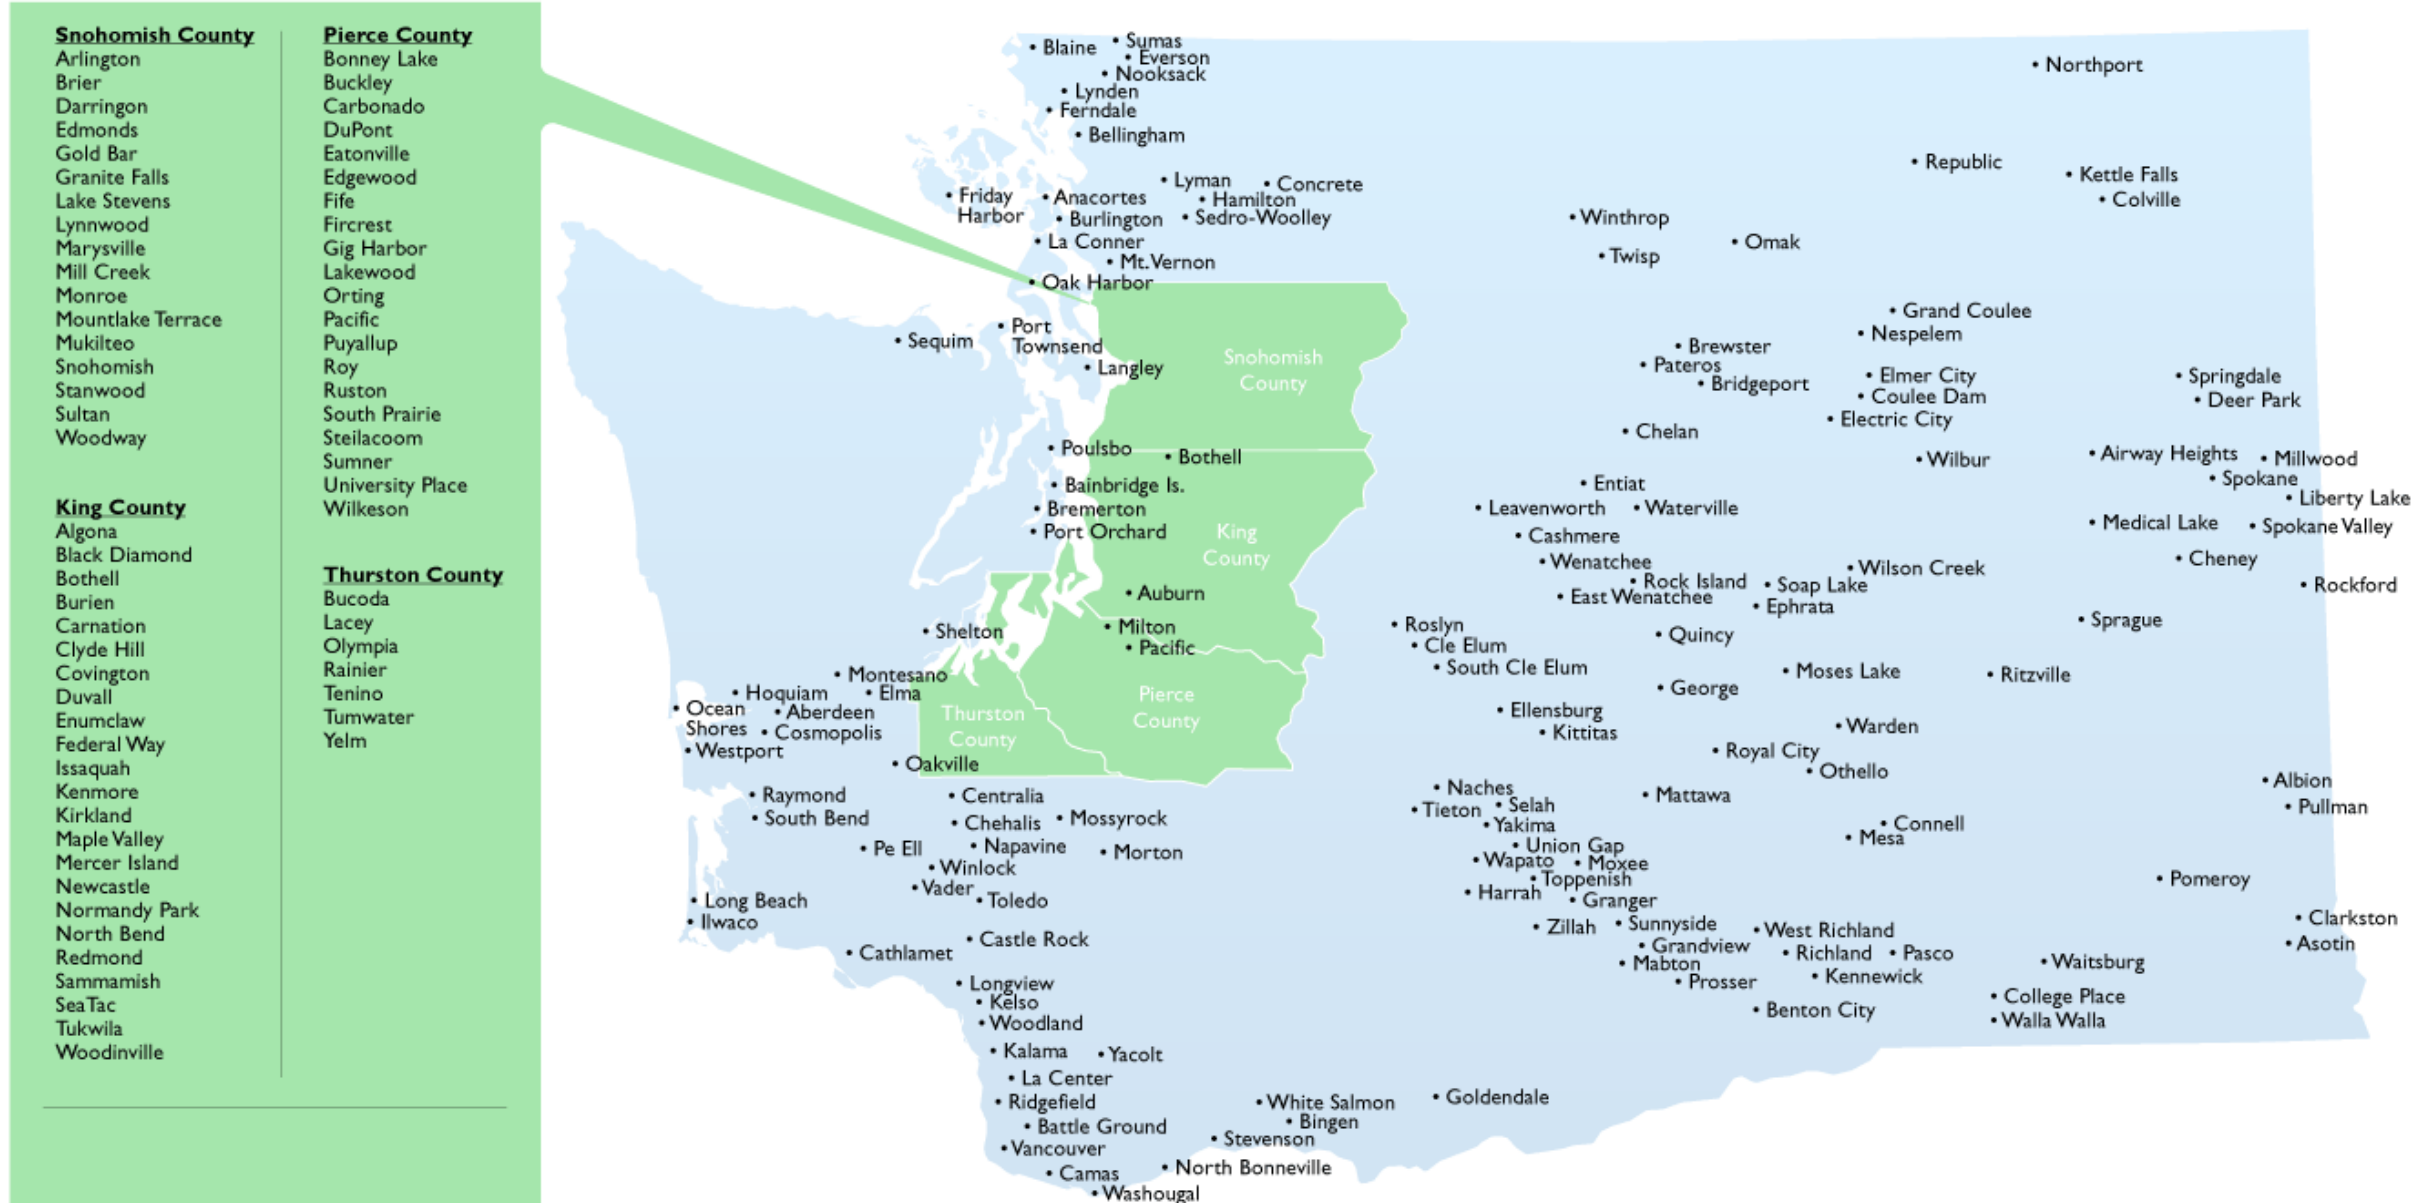 Snohomish County
Arlington
Brier
Darringon
Edmonds
Gold Bar
Granite Falls
Lake Stevens
Lynnwood
Marysville
Mill Creek
Monroe
Mountlake Terrace
Mukilteo
Snohomish
Stanwood
Sultan
Woodway
King County
Algona
Black Diamond
Bothell
Burien
Carnation
Clyde Hill
Covington
Duvall
Enumclaw
Federal Way
Issaquah
Kenmore
Kirkland
Maple Valley
Mercer Island
Newcastle
Normandy Park
North Bend
Redmond
Sammamish
SeaTac
Tukwila
Woodinville
Pierce County
Bonney Lake
Buckley
Carbonado
DuPont
Eatonville
Edgewood
Fife
Fircrest
Gig Harbor
Lakewood
Orting
Pacific
Puyallup
Roy
Ruston
South Prairie
Steilacoom
Sumner
University Place
Wilkeson
Thurston County
Bucoda
Lacey
Olympia
Rainier
Tenino
Tumwater
Yelm
Blaine
Sumas
Everson
Nooksack
Lynden
Ferndale
Bellingham
Lyman
Concrete
Hamilton
Sedro-Woolley
Friday
Harbor
Anacortes
Burlington
La Conner
Mt. Vernon
Oak Harbor
Port
Townsend
Sequim
Langley
Snohomish
County
Poulsbo
Bothell
Bainbridge Is.
Bremerton
Port Orchard
King
County
Auburn
Milton
Pacific
Shelton
Montesano
Hoquiam
Elma
Ocean
Shores
Aberdeen
Cosmopolis
Westport
Oakville
Thurston
County
Pierce
County
Raymond
South Bend
Centralia
Chehalis
Mossyrock
Pe Ell
Napavine
Morton
Winlock
Vader
Toledo
Long Beach
Ilwaco
Castle Rock
Cathlamet
Longview
Kelso
Woodland
Kalama
Yacolt
La Center
Ridgefield
Battle Ground
Vancouver
Camas
Washougal
North Bonneville
Stevenson
Bingen
White Salmon
Goldendale
Northport
Republic
Kettle Falls
Colville
Winthrop
Omak
Twisp
Grand Coulee
Nespelem
Brewster
Pateros
Bridgeport
Elmer City
Coulee Dam
Electric City
Springdale
Deer Park
Chelan
Wilbur
Airway Heights
Millwood
Spokane
Liberty Lake
Entiat
Leavenworth
Waterville
Medical Lake
Spokane Valley
Cashmere
Wenatchee
Wilson Creek
Cheney
Rock Island
Soap Lake
Rockford
East Wenatchee
Ephrata
Roslyn
Quincy
Sprague
Cle Elum
South Cle Elum
Moses Lake
Ritzville
George
Ellensburg
Kittitas
Warden
Royal City
Othello
Albion
Naches
Mattawa
Pullman
Tieton
Selah
Yakima
Connell
Mesa
Union Gap
Wapato
Moxee
Toppenish
Harrah
Granger
Pomeroy
Zillah
Sunnyside
West Richland
Clarkston
Grandview
Richland
Pasco
Asotin
Mabton
Waitsburg
Prosser
Kennewick
College Place
Benton City
Walla Walla